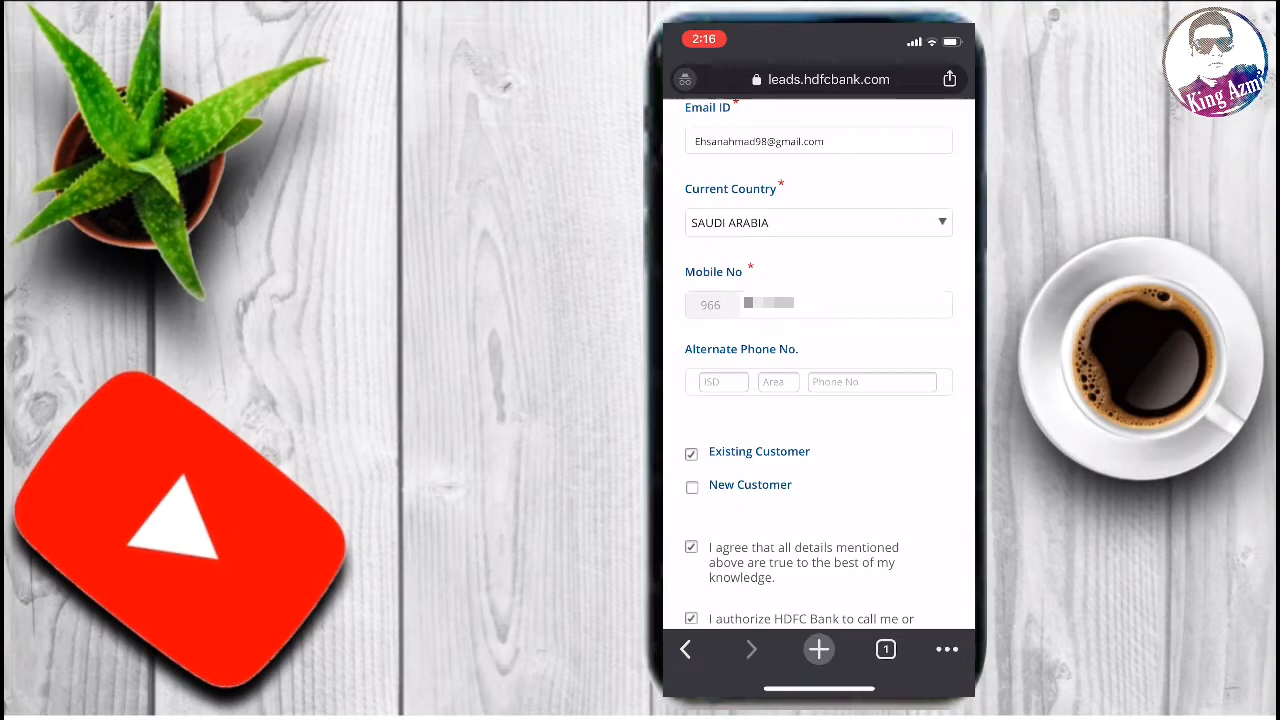 2:16
leads.hdfcbank.com
King Azmi
Email ID*
Ehsanahmad98@gmail.com
Current Country*
SAUDI ARABIA
Mobile No *
966
Alternate Phone No.
ISD Area Phone No
Existing Customer
New Customer
I agree that all details mentioned
above are true to the best of my
knowledge.
I authorize HDFC Bank to call me or
1